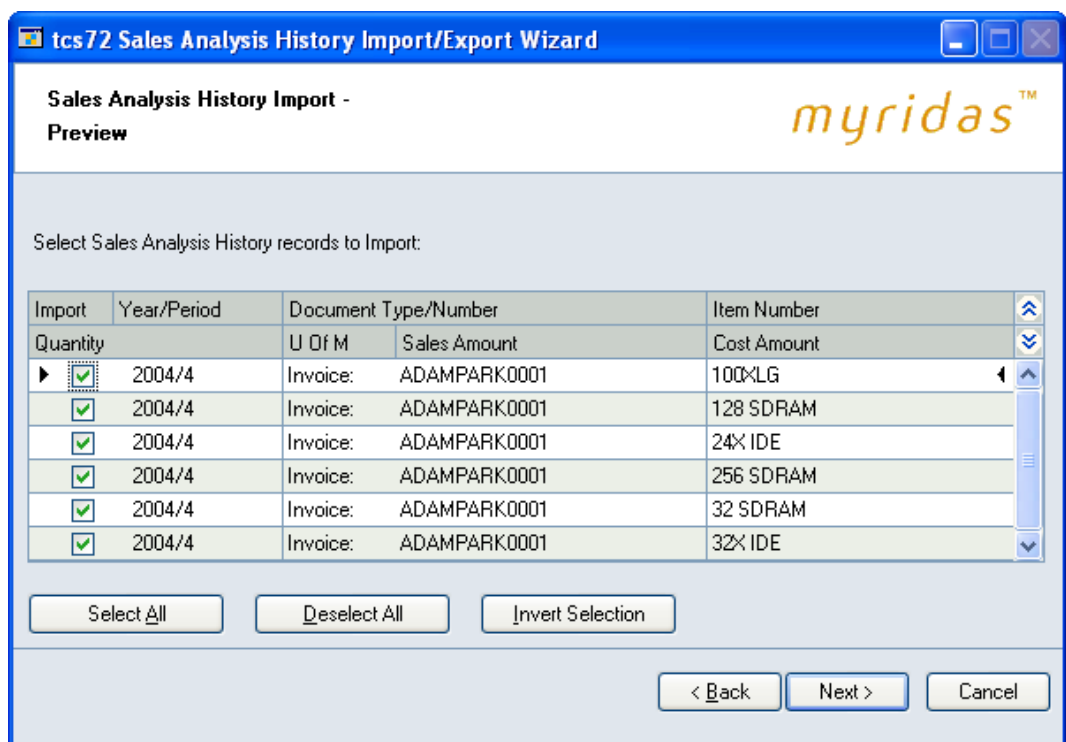 tcs72 Sales Analysis History Import/Export Wizard
Sales Analysis History Import -
Preview
myridas™
Select Sales Analysis History records to Import:
Import Year/Period Document Type/Number Item Number
Quantity U Of M Sales Amount Cost Amount
2004/4 Invoice: ADAMPARK0001 100XLG
2004/4 Invoice: ADAMPARK0001 128 SDRAM
2004/4 Invoice: ADAMPARK0001 24X IDE
2004/4 Invoice: ADAMPARK0001 256 SDRAM
2004/4 Invoice: ADAMPARK0001 32 SDRAM
2004/4 Invoice: ADAMPARK0001 32X IDE
Select All Deselect All Invert Selection
< Back Next > Cancel